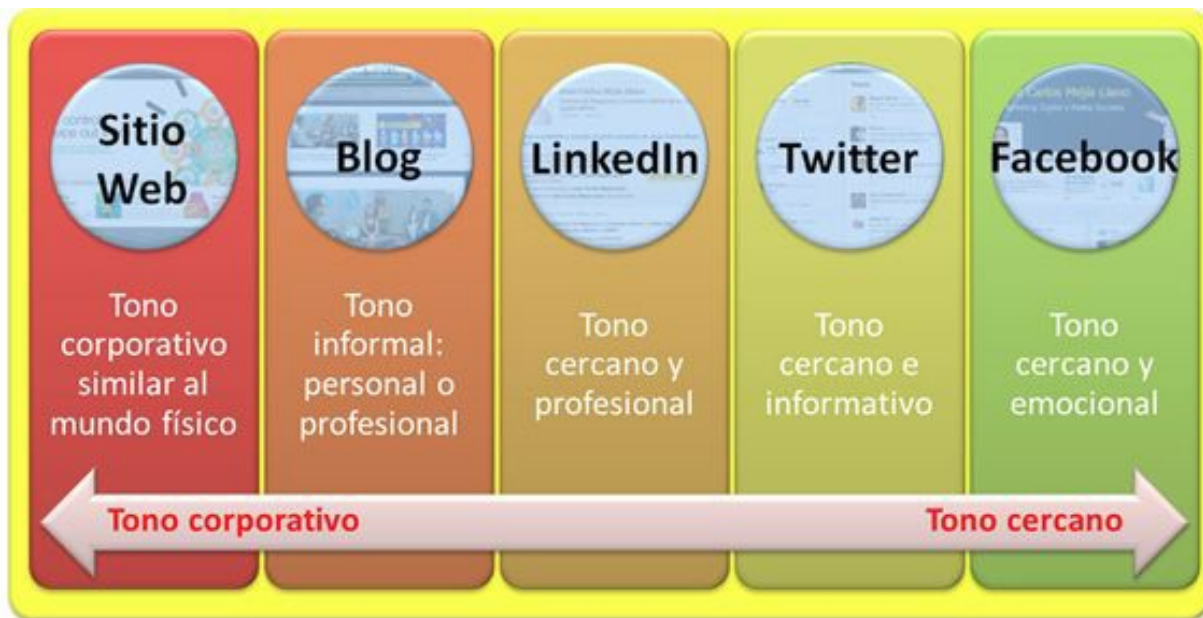 Sitio
Web
Blog
LinkedIn
Twitter
Facebook
Tono
corporativo
similar al
mundo físico
Tono
informal:
personal o
profesional
Tono
cercano y
profesional
Tono
cercano e
informativo
Tono
cercano y
emocional
Tono corporativo
Tono cercano